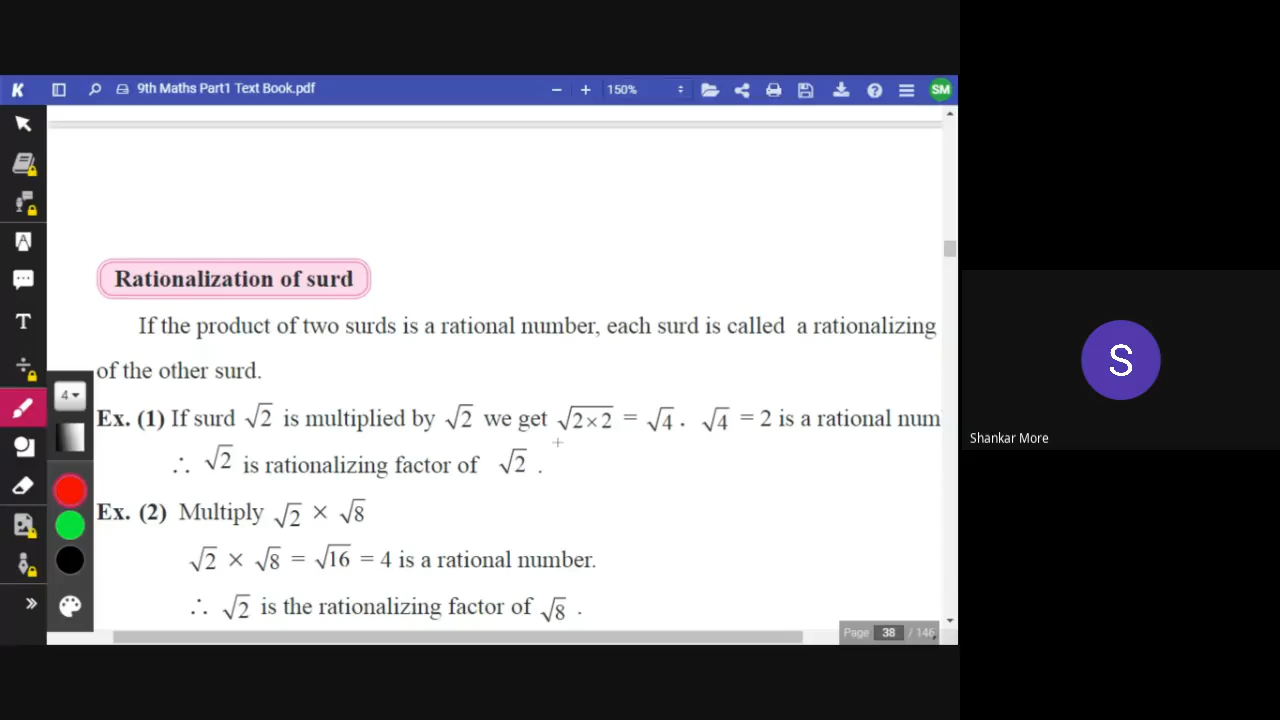 K 9th Maths Part1 Text Book.pdf − + 150% ? SM
Rationalization of surd
If the product of two surds is a rational number, each surd is called a rationalizing
of the other surd.
Ex. (1) If surd √2 is multiplied by √2 we get √2×2 = √4 . √4 = 2 is a rational num
∴ √2 is rationalizing factor of √2 .
Ex. (2) Multiply √2 × √8
√2 × √8 = √16 = 4 is a rational number.
∴ √2 is the rationalizing factor of √8 .
Page 38 / 146
A
T
4
S
Shankar More